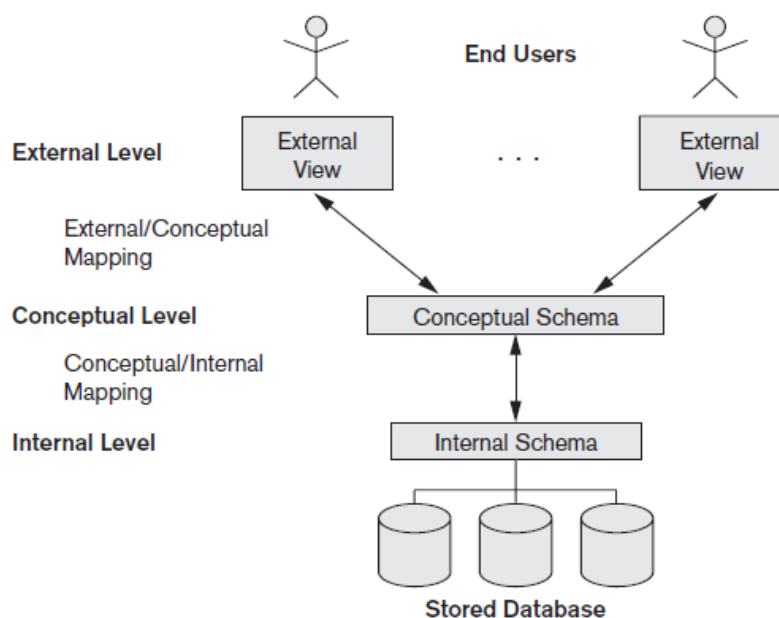 End Users
External Level
External
View
. . .
External
View
External/Conceptual
Mapping
Conceptual Level
Conceptual Schema
Conceptual/Internal
Mapping
Internal Level
Internal Schema
Stored Database